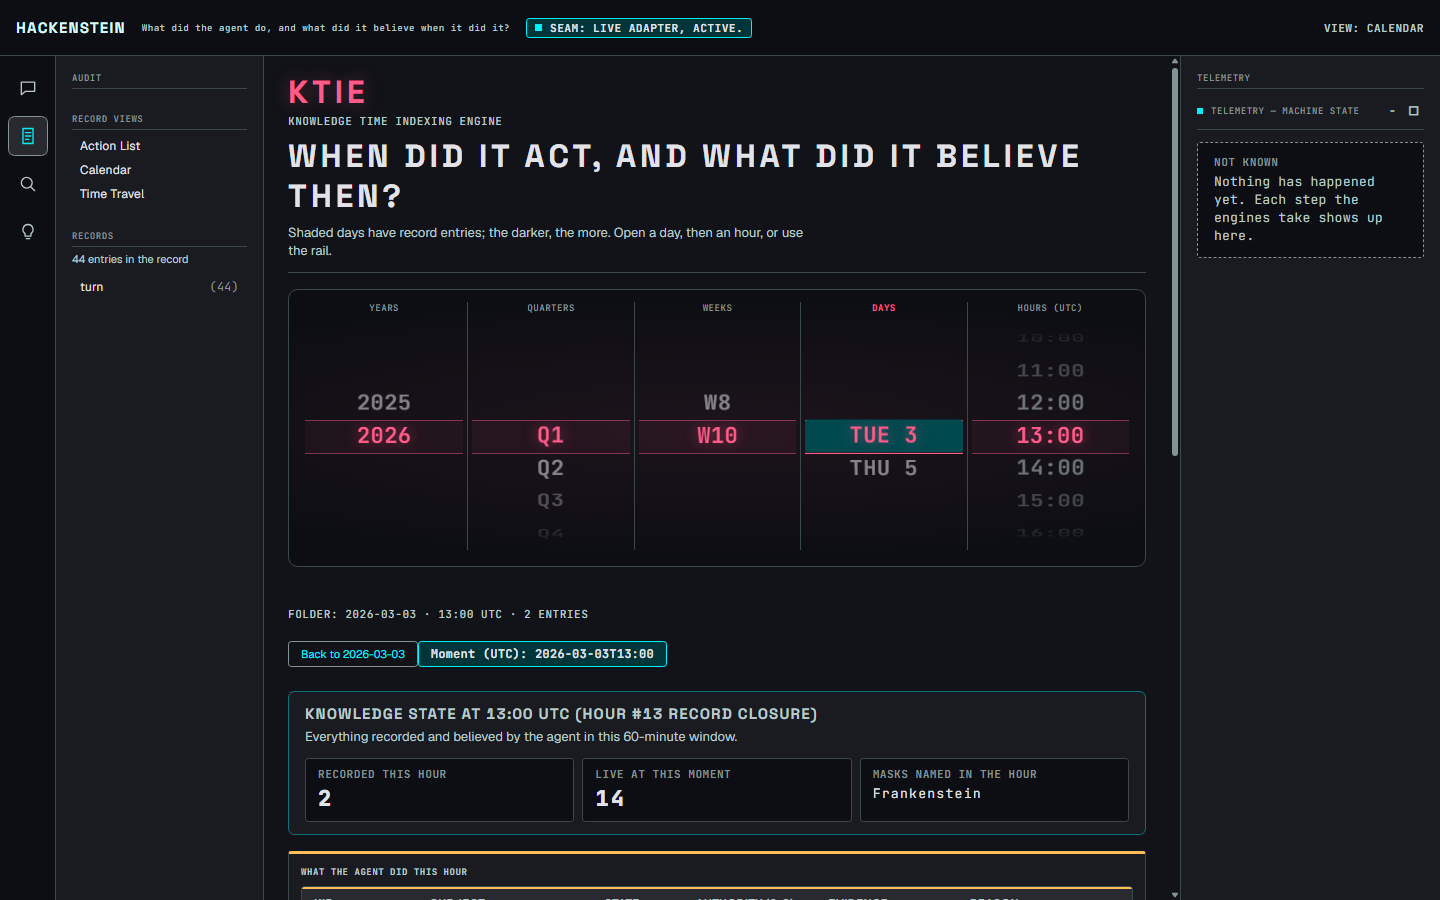 HACKENSTEIN
What did the agent do, and what did it believe when it did it?
SEAM: LIVE ADAPTER, ACTIVE.
VIEW: CALENDAR
AUDIT
RECORD VIEWS
Action List
Calendar
Time Travel
RECORDS
44 entries in the record
turn (44)
KTIE
KNOWLEDGE TIME INDEXING ENGINE
WHEN DID IT ACT, AND WHAT DID IT BELIEVE
THEN?
Shaded days have record entries; the darker, the more. Open a day, then an hour, or use
the rail.
YEARS
2025
2026
QUARTERS
Q1
Q2
Q3
Q4
WEEKS
W8
W10
DAYS
TUE 3
THU 5
HOURS (UTC)
10:00
11:00
12:00
13:00
14:00
15:00
16:00
FOLDER: 2026-03-03 · 13:00 UTC · 2 ENTRIES
Back to 2026-03-03
Moment (UTC): 2026-03-03T13:00
KNOWLEDGE STATE AT 13:00 UTC (HOUR #13 RECORD CLOSURE)
Everything recorded and believed by the agent in this 60-minute window.
RECORDED THIS HOUR
2
LIVE AT THIS MOMENT
14
MASKS NAMED IN THE HOUR
Frankenstein
WHAT THE AGENT DID THIS HOUR
TELEMETRY
TELEMETRY — MACHINE STATE
NOT KNOWN
Nothing has happened
yet. Each step the
engines take shows up
here.